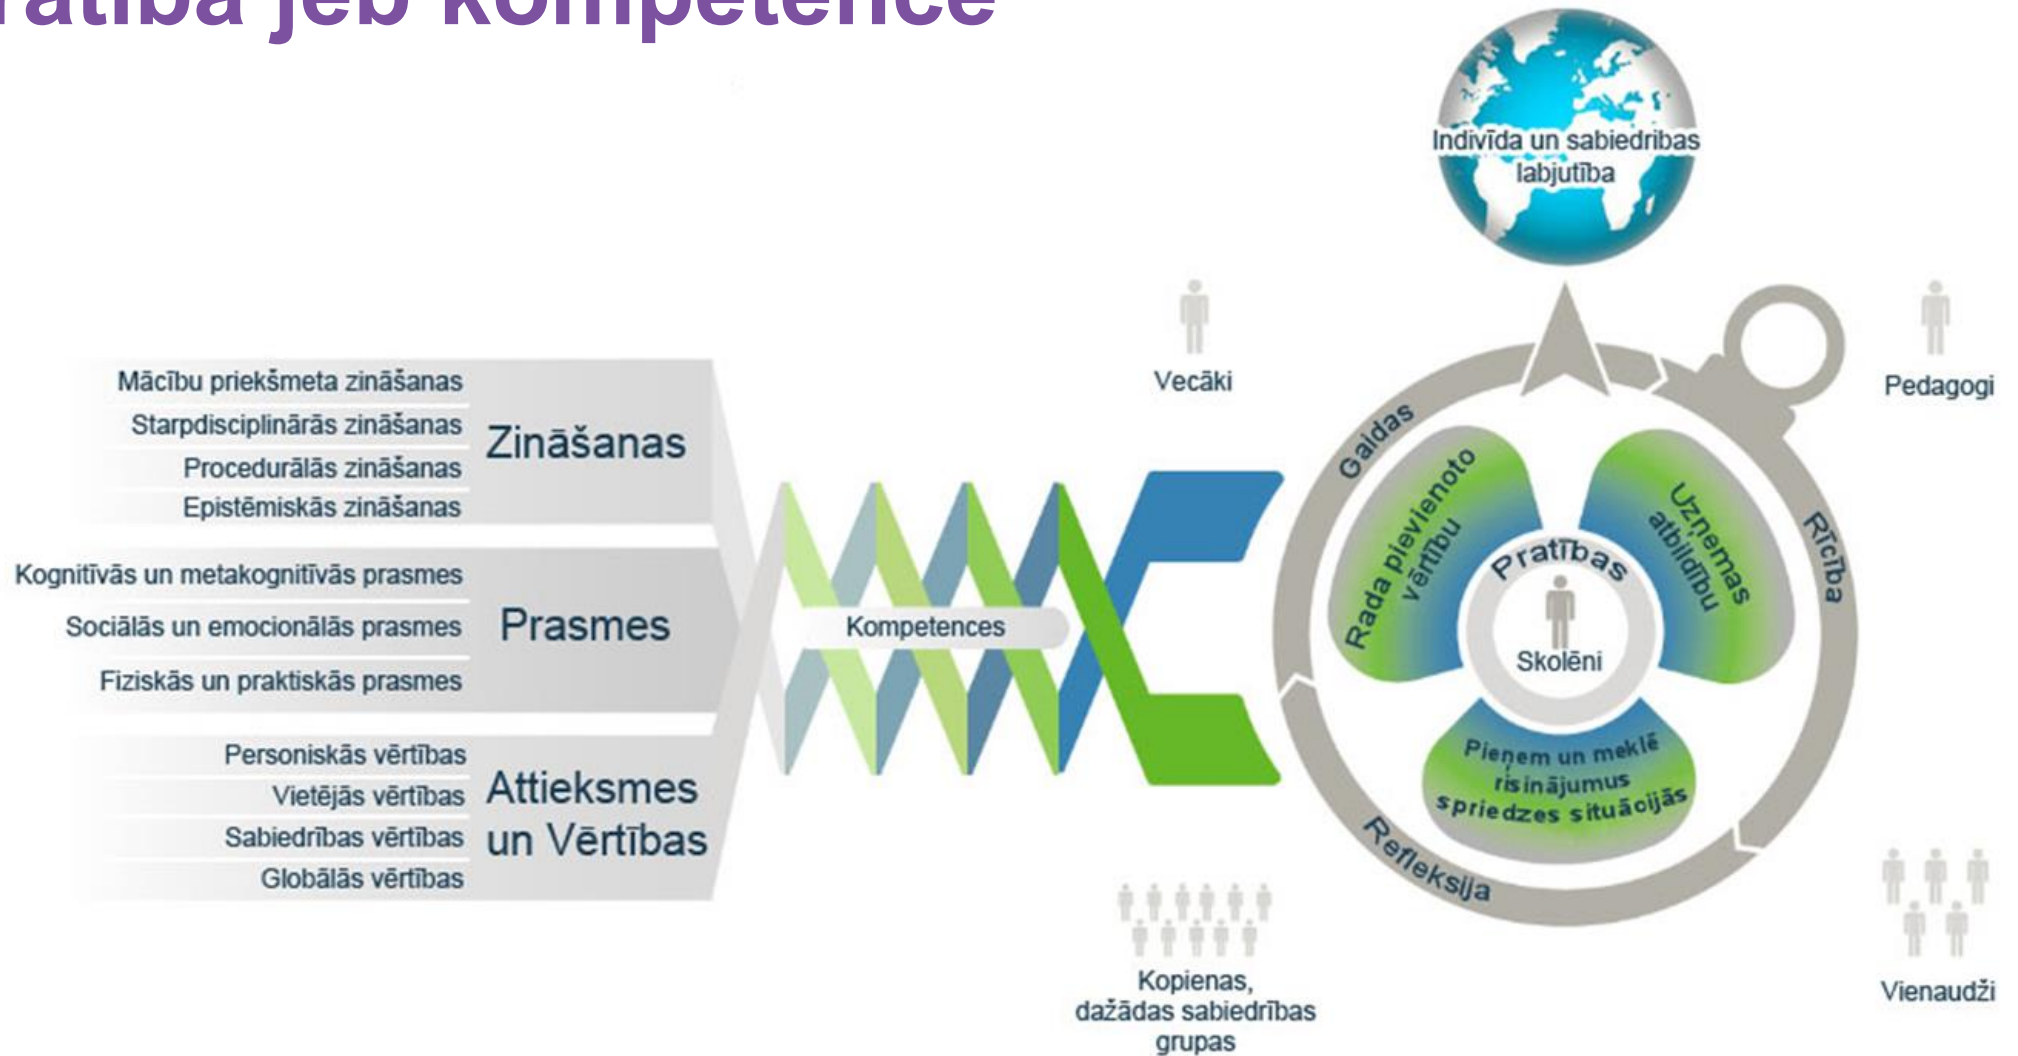 ratība jeb kompetence
Indivīda un sabiedrības
labjutība
Vecāki
Pedagogi
Mācību priekšmeta zināšanas
Starpdisciplinārās zināšanas
Procedurālās zināšanas
Epistēmiskās zināšanas
Zināšanas
Kognitīvās un metakognitīvās prasmes
Sociālās un emocionālās prasmes
Fiziskās un praktiskās prasmes
Prasmes
Personiskās vērtības
Vietējās vērtības
Sabiedrības vērtības
Globālās vērtības
Attieksmes
un Vērtības
Kompetences
Gaidas
Rīcība
Refleksija
Rada pievienoto
vērtību
Uzņemas
atbildību
Pratības
Skolēni
Pieņem un meklē
risinājumus
spriedzes situācijās
Kopienas,
dažādas sabiedrības
grupas
Vienaudži